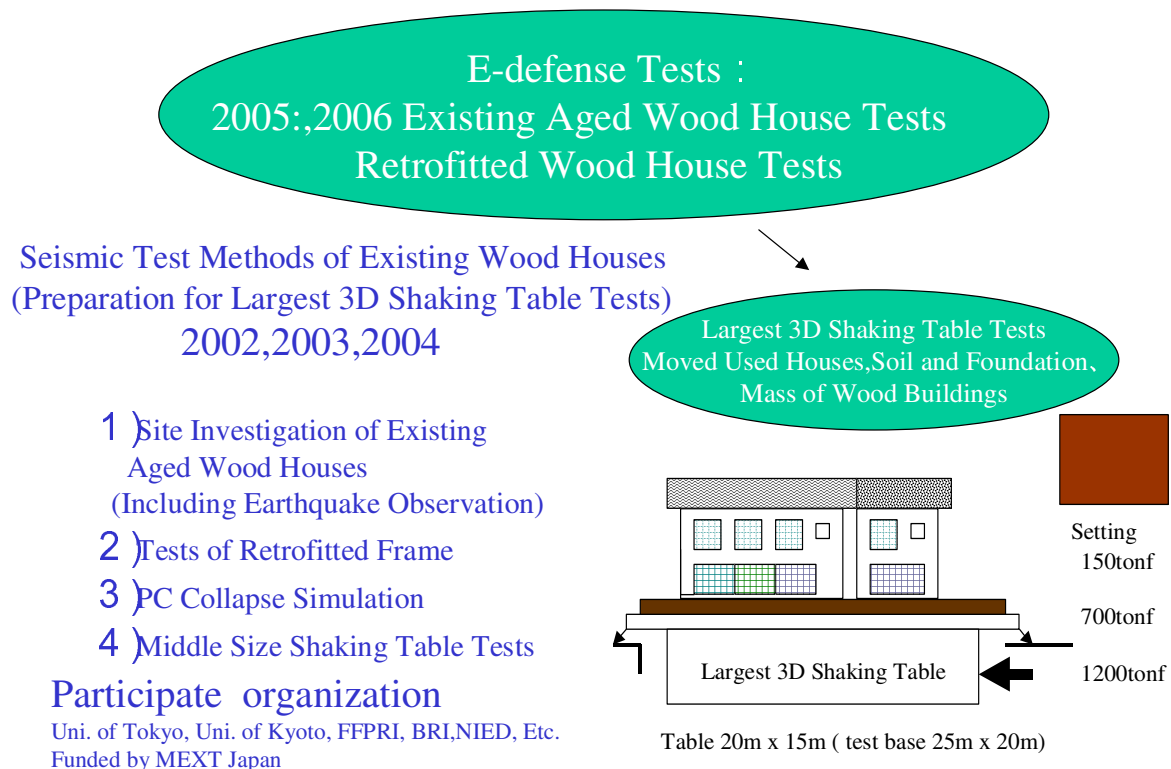 E-defense Tests：
2005:,2006 Existing Aged Wood House Tests
Retrofitted Wood House Tests
Seismic Test Methods of Existing Wood Houses
(Preparation for Largest 3D Shaking Table Tests)
2002,2003,2004
1）Site Investigation of Existing
Aged Wood Houses
(Including Earthquake Observation)
2）Tests of Retrofitted Frame
3）PC Collapse Simulation
4）Middle Size Shaking Table Tests
Participate organization
Uni. of Tokyo, Uni. of Kyoto, FFPRI, BRI,NIED, Etc.
Funded by MEXT Japan
Largest 3D Shaking Table Tests
Moved Used Houses,Soil and Foundation、
Mass of Wood Buildings
Setting
150tonf
700tonf
1200tonf
Largest 3D Shaking Table
Table 20m x 15m ( test base 25m x 20m)